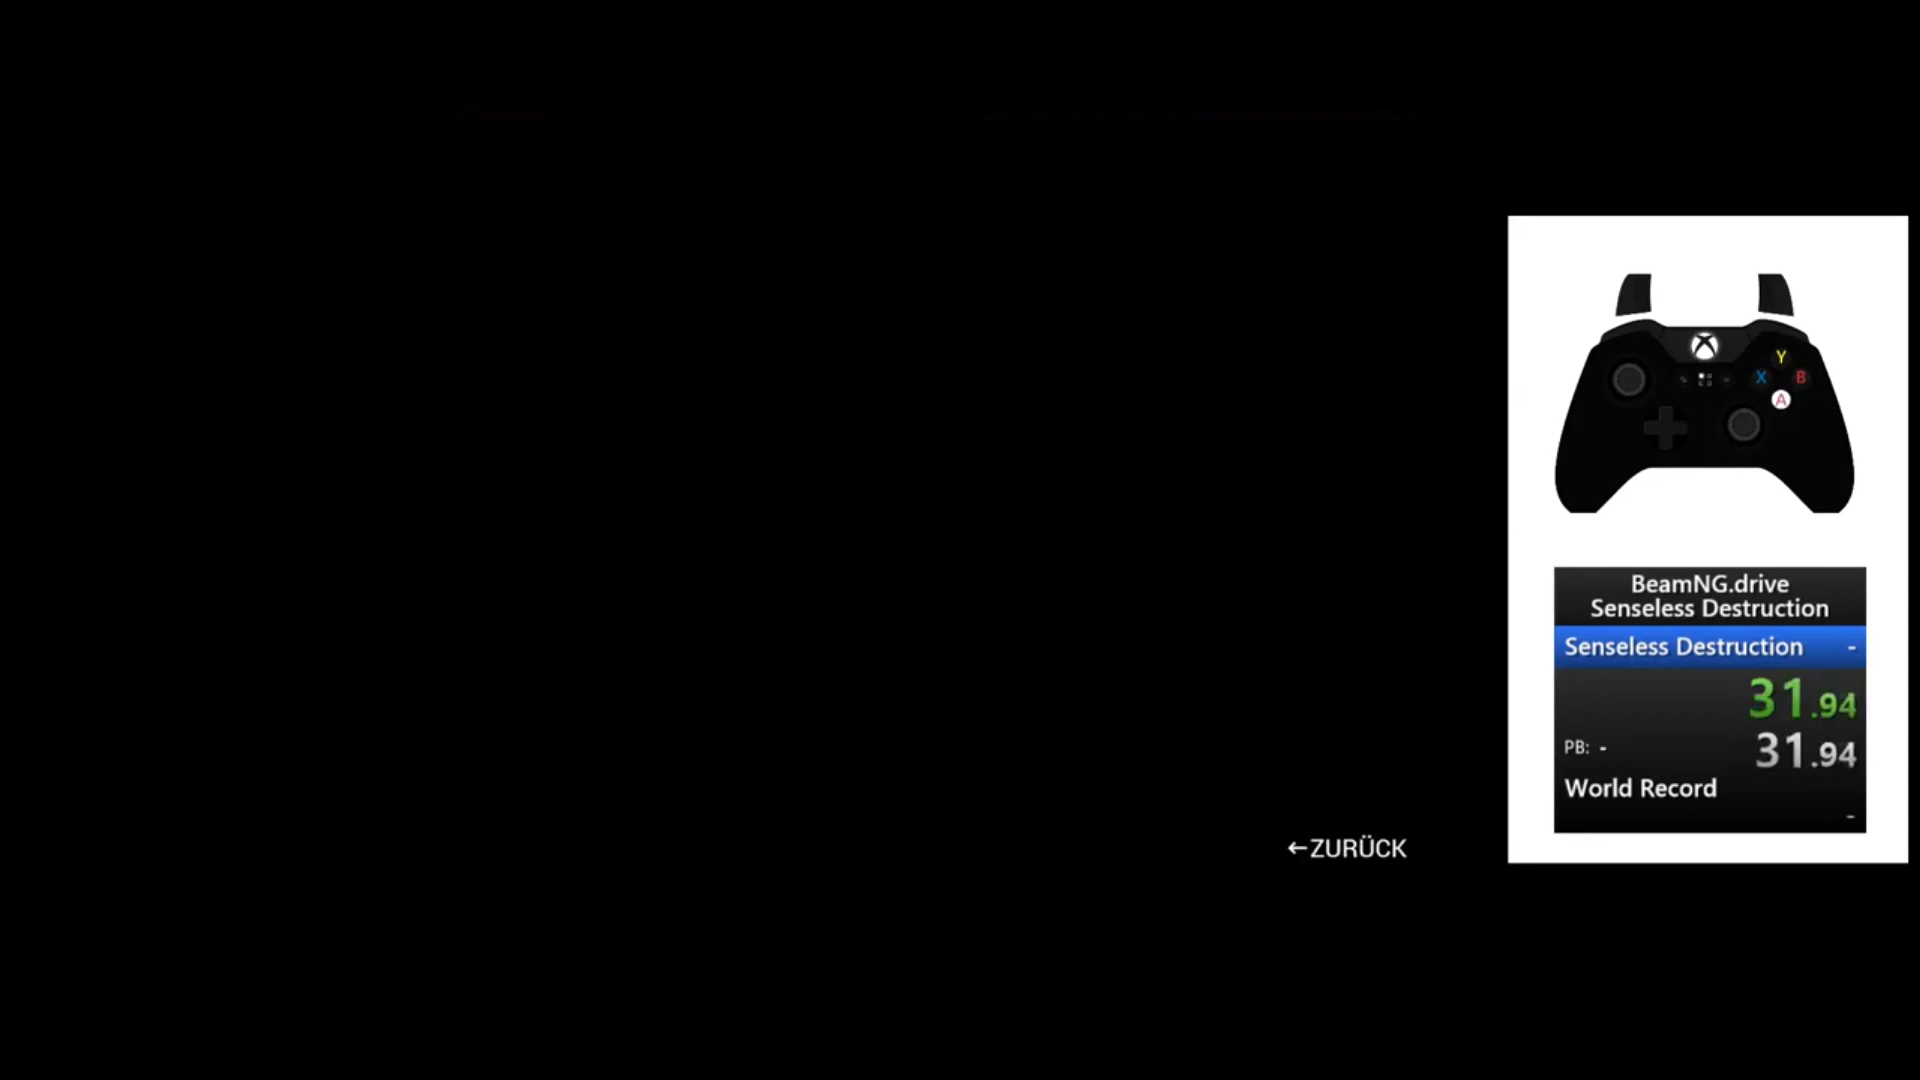 Y
X
B
A
BeamNG.drive
Senseless Destruction
Senseless Destruction -
31.94
PB: - 31.94
World Record
-
←ZURÜCK